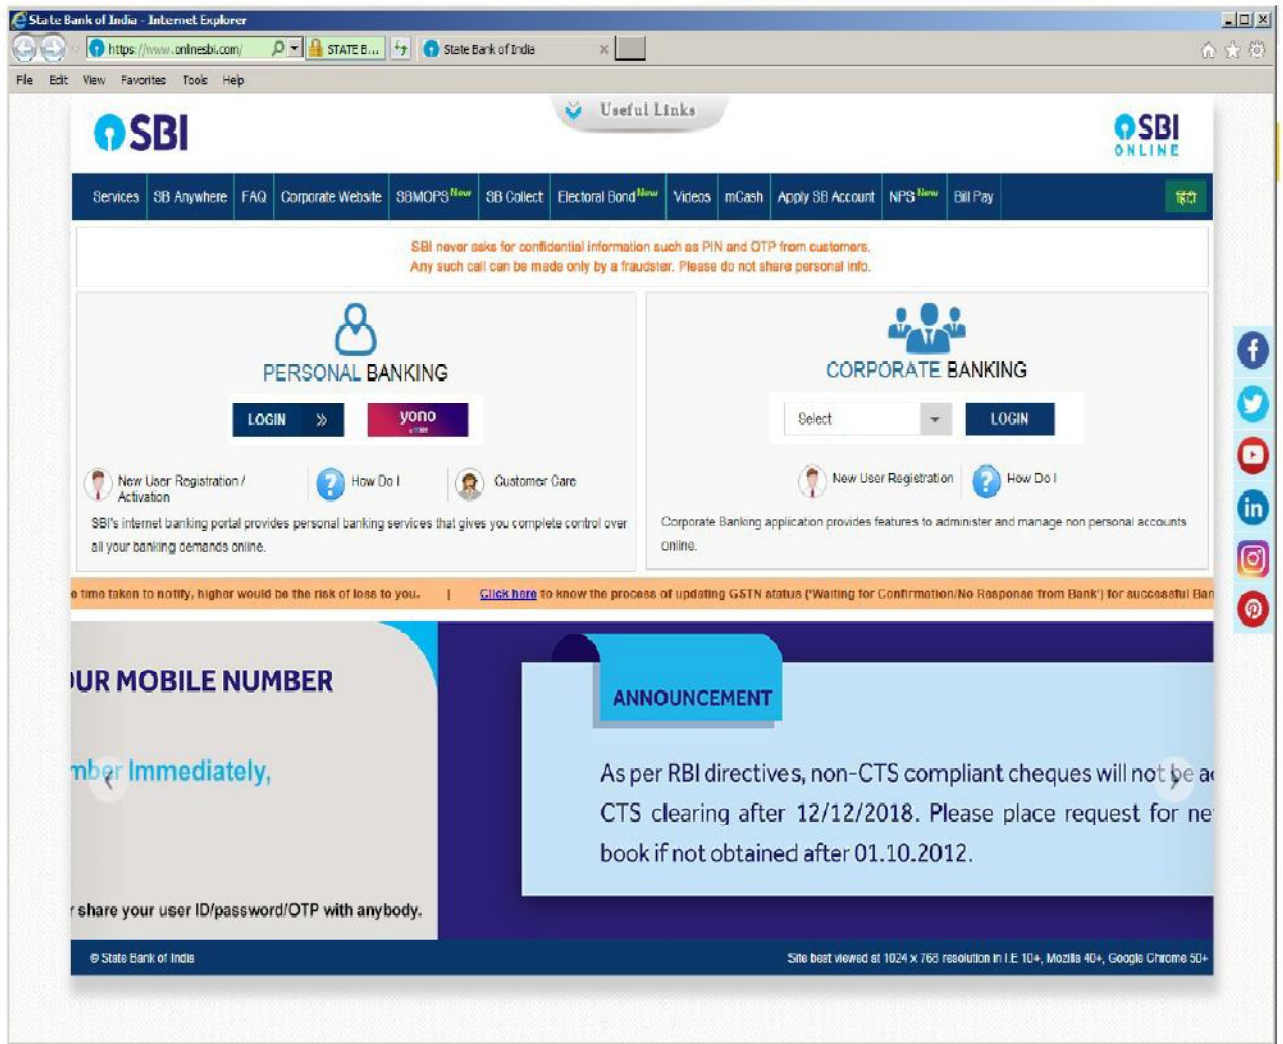 State Bank of India - Internet Explorer
https://www.onlinesbi.com/ STATE B... State Bank of India
File Edit View Favorites Tools Help
Useful Links
SBI
SBI
ONLINE
Services SB Anywhere FAQ Corporate Website SBMOPS New SB Collect Electoral Bond New Videos mCash Apply SB Account NPS New Bill Pay हिंदी
SBI never asks for confidential information such as PIN and OTP from customers.
Any such call can be made only by a fraudster. Please do not share personal info.
PERSONAL BANKING
LOGIN »
yono
New User Registration /
Activation
How Do I
Customer Care
SBI's internet banking portal provides personal banking services that gives you complete control over
all your banking demands online.
CORPORATE BANKING
Select
LOGIN
New User Registration
How Do I
Corporate Banking application provides features to administer and manage non personal accounts
online.
e time taken to notify, higher would be the risk of loss to you. | Click here to know the process of updating GSTN status ('Waiting for Confirmation/No Response from Bank') for successful Ban
OUR MOBILE NUMBER
mber Immediately,
r share your user ID/password/OTP with anybody.
ANNOUNCEMENT
As per RBI directives, non-CTS compliant cheques will not be ac
CTS clearing after 12/12/2018. Please place request for ne
book if not obtained after 01.10.2012.
© State Bank of India
Site best viewed at 1024 x 768 resolution in I.E 10+, Mozilla 40+, Google Chrome 50+